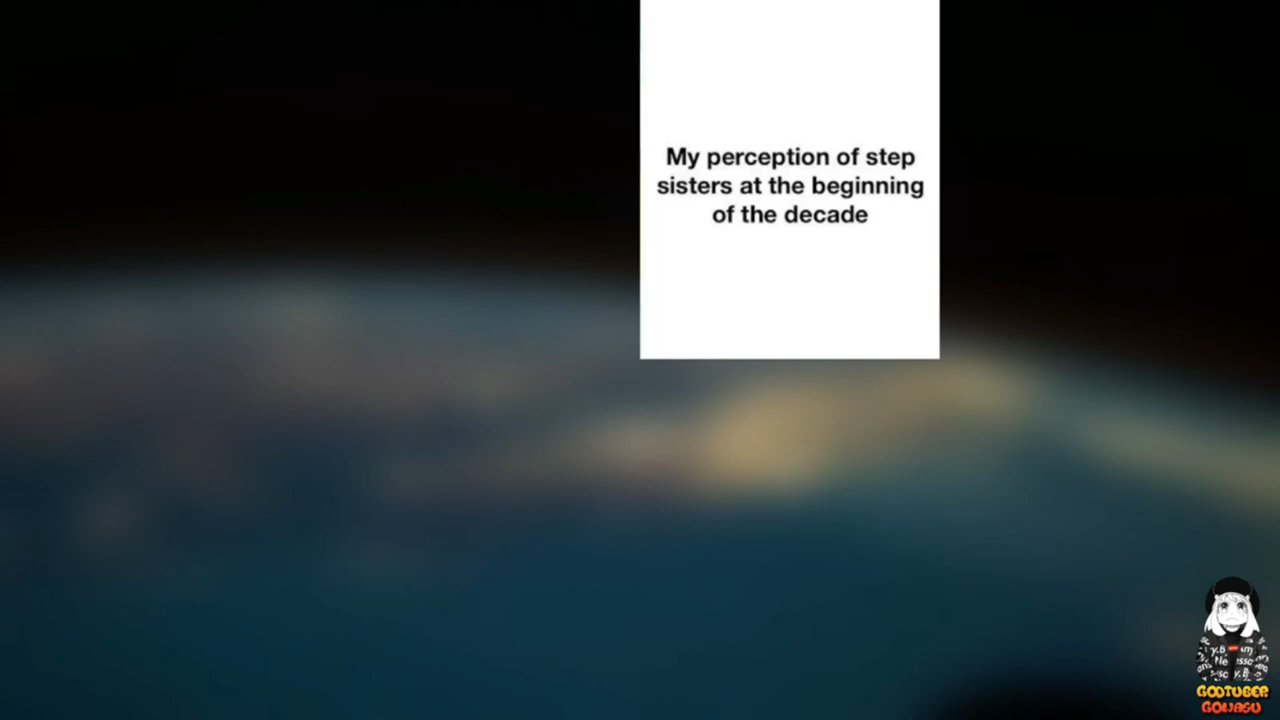 My perception of step
sisters at the beginning
of the decade
GODTUBER
GOWASU